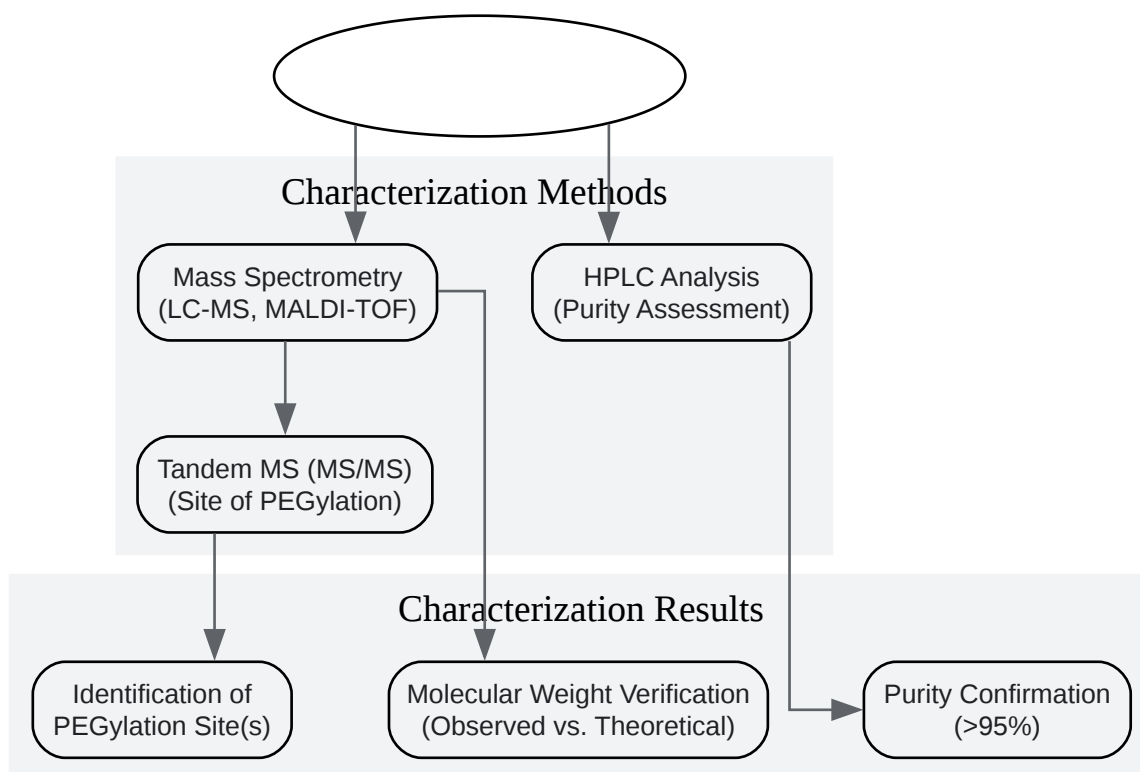 Characterization Methods
Mass Spectrometry
(LC-MS, MALDI-TOF)
HPLC Analysis
(Purity Assessment)
Tandem MS (MS/MS)
(Site of PEGylation)
Characterization Results
Identification of
PEGylation Site(s)
Molecular Weight Verification
(Observed vs. Theoretical)
Purity Confirmation
(>95%)